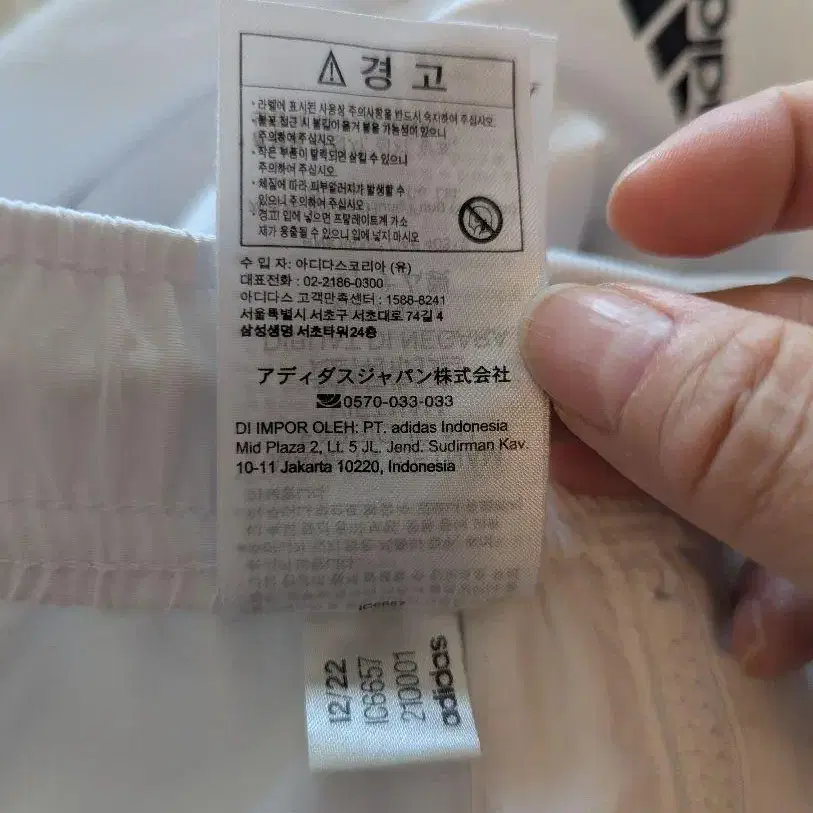 adidas
경 고
• 라벨에 표시된 사용상 주의사항을 반드시 숙지하여 주십시오.
• 불꽃 접근 시 불길이 옮겨 붙을 가능성이 있으니
주의하여 주십시오.
• 작은 부품이 탈락되면 삼킬 수 있으니
주의하여 주십시오.
• 체질에 따라 피부알러지가 발생할 수
있으니 주의하여 주십시오.
• 경고! 입에 넣으면 프탈레이트계 가소
제가 용출될 수 있으니 입에 넣지 마시오
수 입 자: 아디다스코리아 (유)
대표전화 : 02-2186-0300
아디다스 고객만족센터 : 1588-8241
서울특별시 서초구 서초대로 74길 4
삼성생명 서초타워24층
アディダスジャパン株式会社
0570-033-033
DI IMPOR OLEH: PT. adidas Indonesia
Mid Plaza 2, Lt. 5 JL. Jend. Sudirman Kav.
10-11 Jakarta 10220, Indonesia
12/22
IC6657
210001
adidas